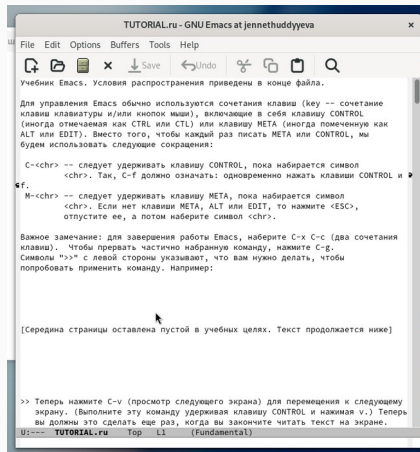 TUTORIAL.ru - GNU Emacs at jennethuddyyeva
File Edit Options Buffers Tools Help
Save Undo
Учебник Emacs. Условия распространения приведены в конце файла.
Для управления Emacs обычно используются сочетания клавиш (key -- сочетание
клавиш клавиатуры и/или кнопок мыши), включающие в себя клавишу CONTROL
(иногда отмечаемая как CTRL или CTL) или клавишу META (иногда помеченную как
ALT или EDIT). Вместо того, чтобы каждый раз писать META или CONTROL, мы
будем использовать следующие сокращения:
C-<chr> -- следует удерживать клавишу CONTROL, пока набирается символ
<chr>. Так, C-f должно означать: одновременно нажать клавиши CONTROL и
f.
M-<chr> -- следует удерживать клавишу META, пока набирается символ
<chr>. Если нет клавиши META, ALT или EDIT, то нажмите <ESC>,
отпустите ее, а потом наберите символ <chr>.
Важное замечание: для завершения работы Emacs, наберите C-x C-c (два сочетания
клавиш). Чтобы прервать частично набранную команду, нажмите C-g.
Символы ">>" с левой стороны указывают, что вам нужно делать, чтобы
попробовать применить команду. Например:
[Середина страницы оставлена пустой в учебных целях. Текст продолжается ниже]
>> Теперь нажмите C-v (просмотр следующего экрана) для перемещения к следующему
экрану. (Выполните эту команду удерживая клавишу CONTROL и нажимая v.) Теперь
вы должны это сделать еще раз, когда вы закончите читать текст на экране.
U:--- TUTORIAL.ru Top L1 (Fundamental)